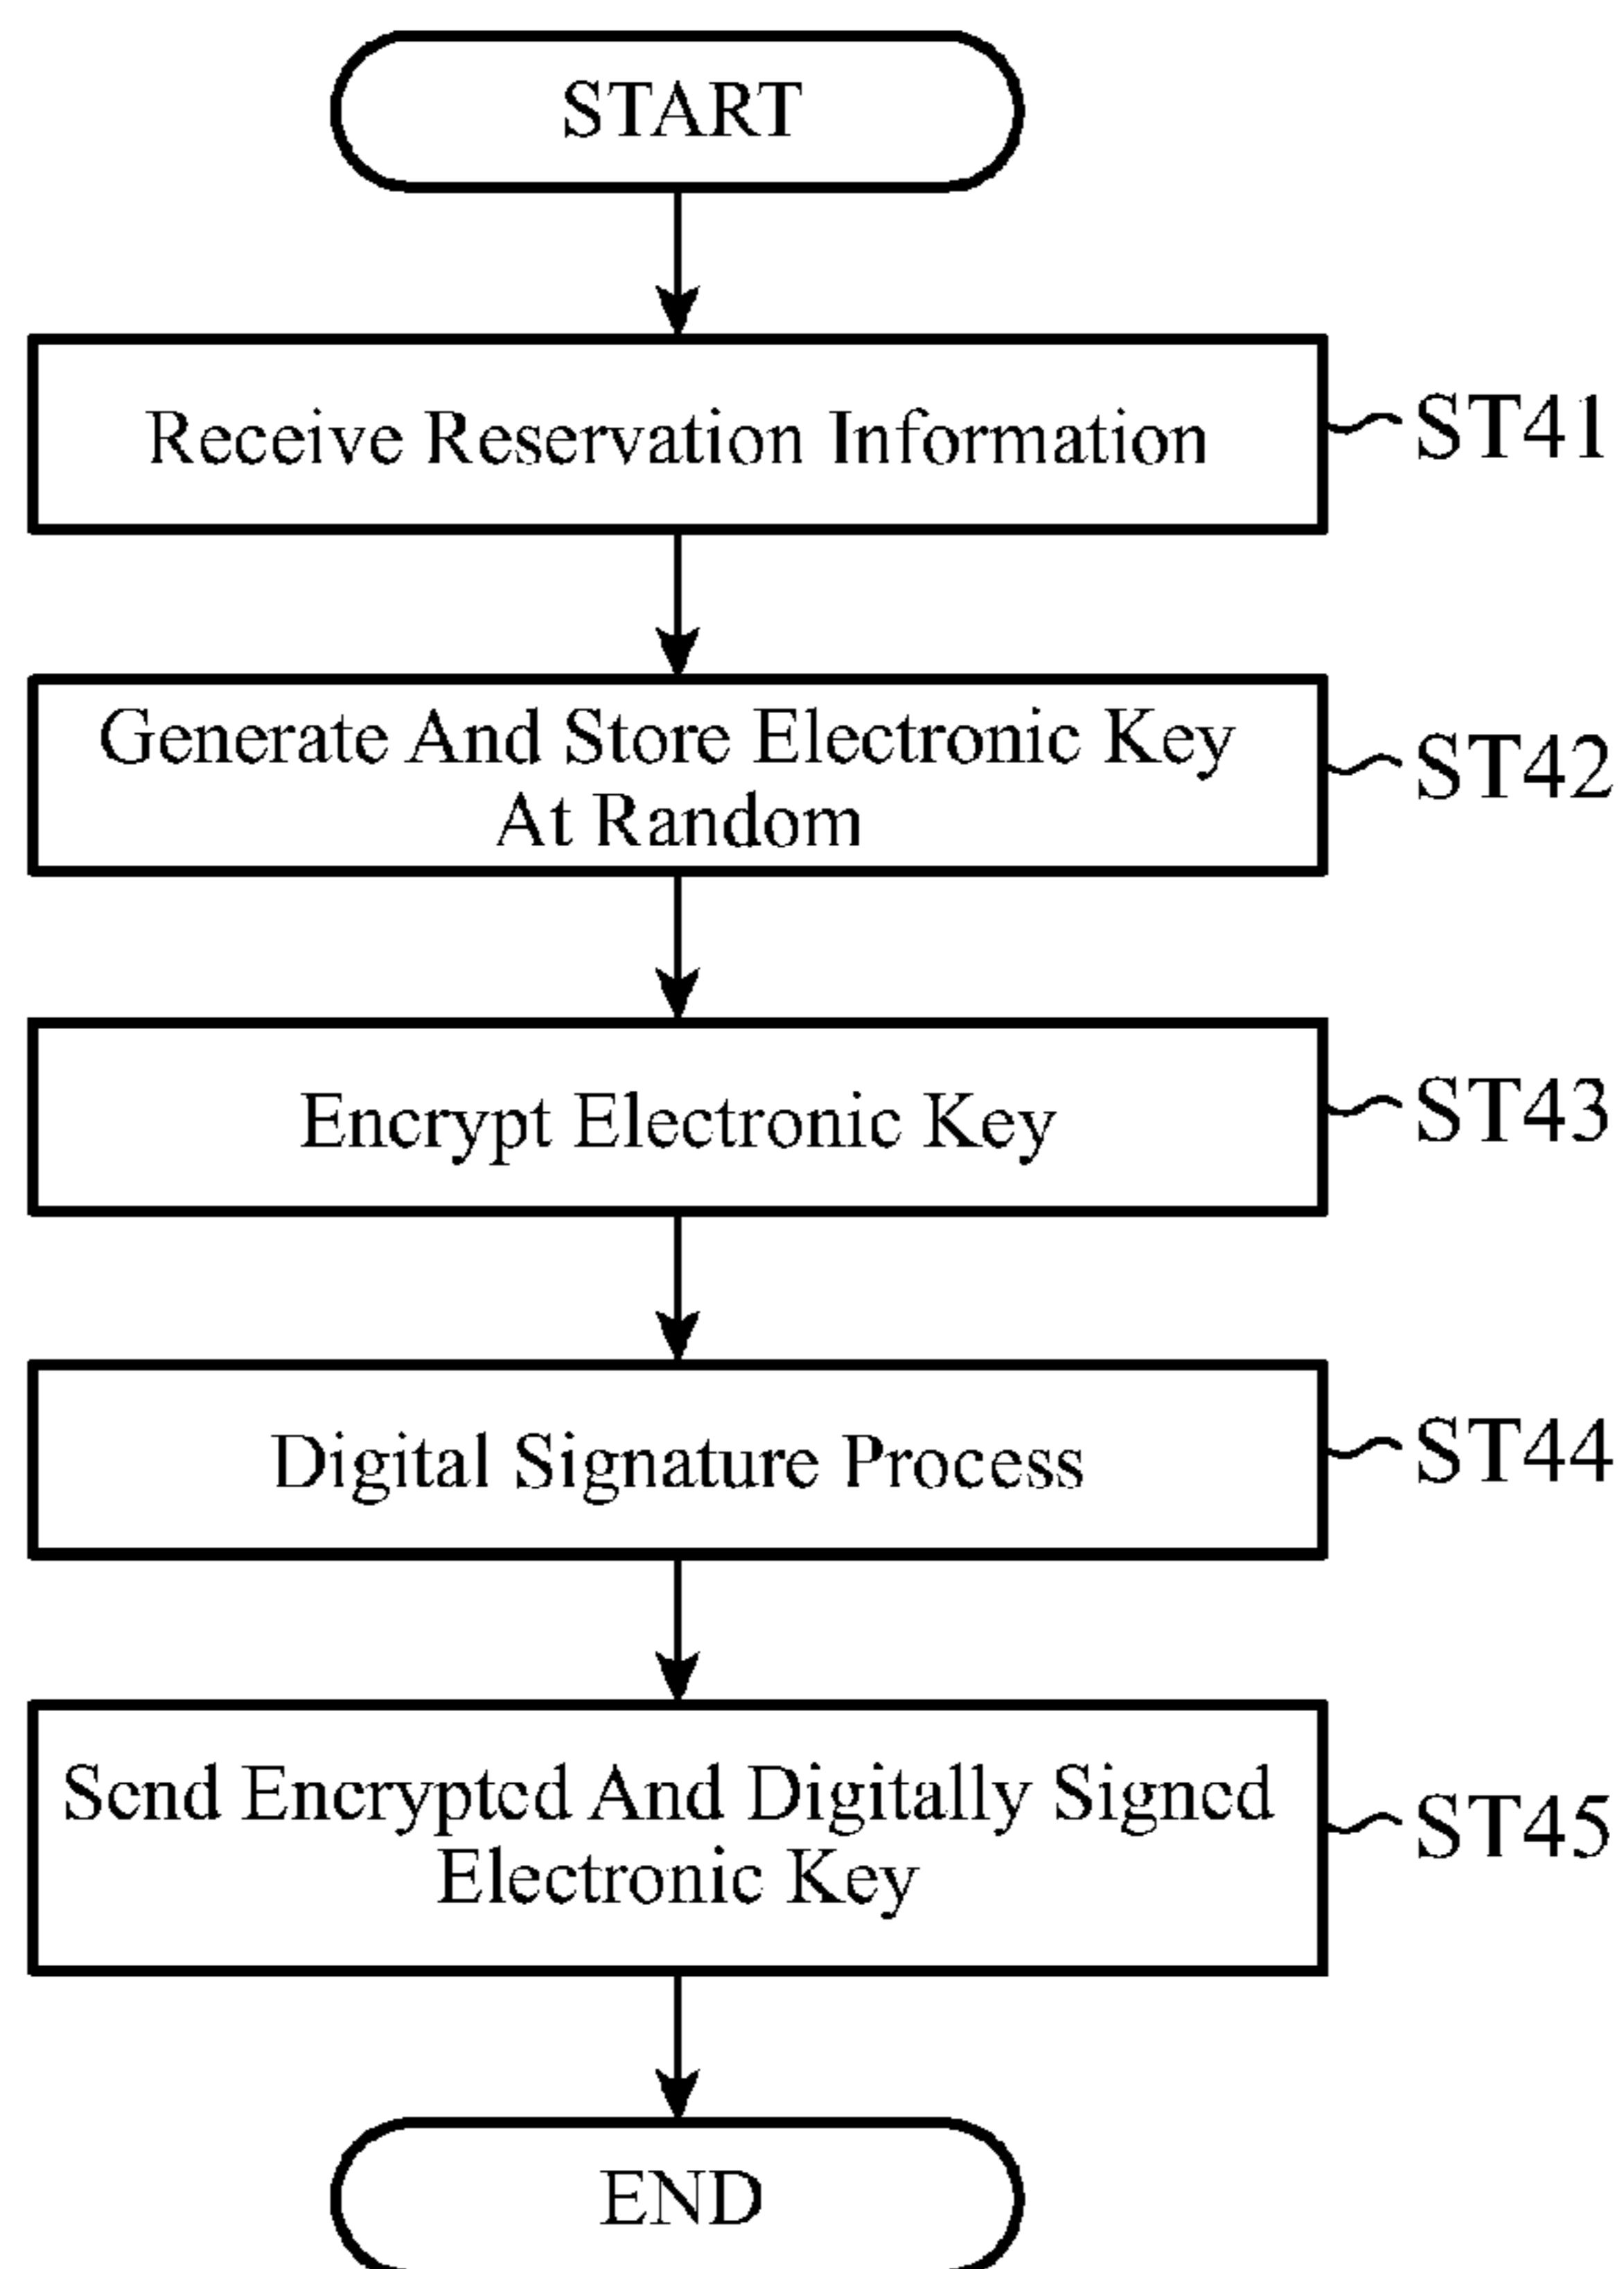 START
Receive Reservation Information
ST41
Generate And Store Electronic Key
At Random
ST42
Encrypt Electronic Key
ST43
Digital Signature Process
ST44
Send Encrypted And Digitally Signed
Electronic Key
ST45
END